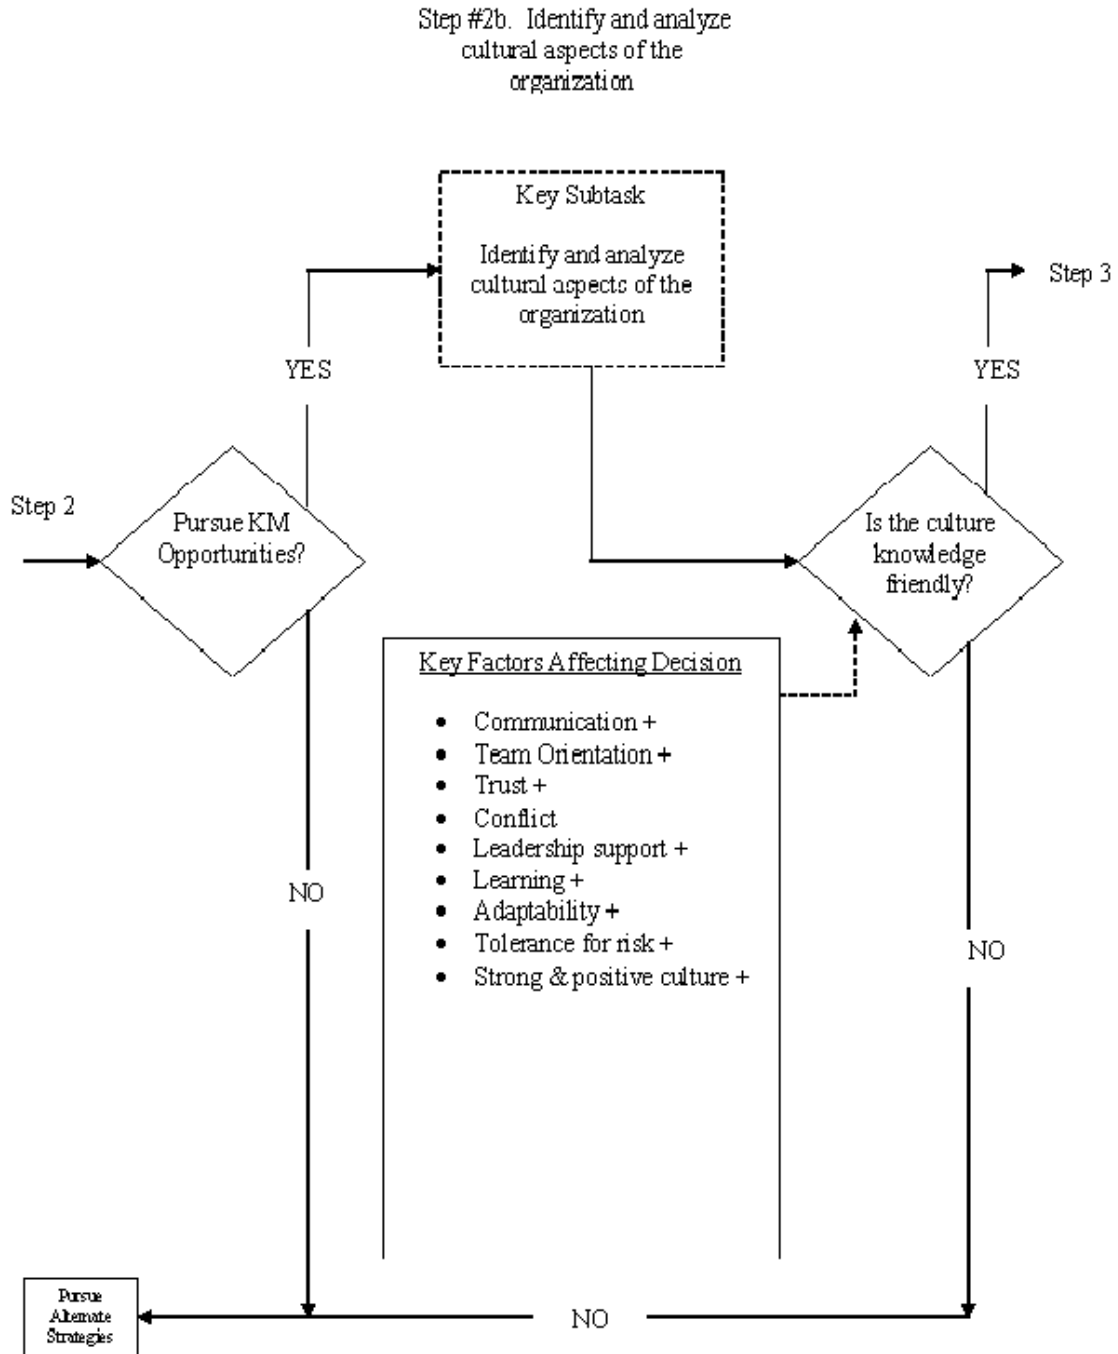 Step #2b. Identify and analyze
cultural aspects of the
organization
Key Subtask
Identify and analyze
cultural aspects of the
organization
Step 3
YES
YES
Step 2
Pursue KM
Opportunities?
Is the culture
knowledge
friendly?
Key Factors Affecting Decision
• Communication +
• Team Orientation +
• Trust +
• Conflict
• Leadership support +
• Learning +
• Adaptability +
• Tolerance for risk +
• Strong & positive culture +
NO
NO
Pursue
Alternate
Strategies
NO